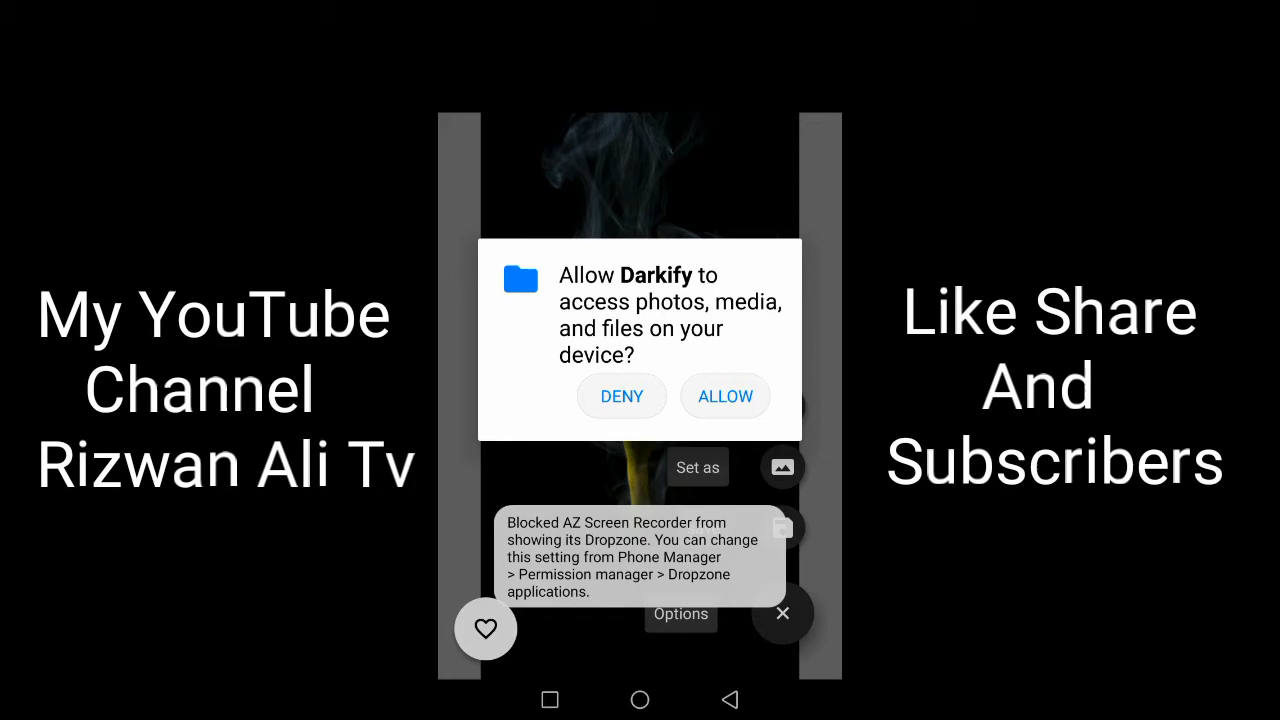 My YouTube
Channel
Rizwan Ali Tv
Allow Darkify to
access photos, media,
and files on your
device?
DENY
ALLOW
Set as
Blocked AZ Screen Recorder from
showing its Dropzone. You can change
this setting from Phone Manager
> Permission manager > Dropzone
applications.
Options
Like Share
And
Subscribers